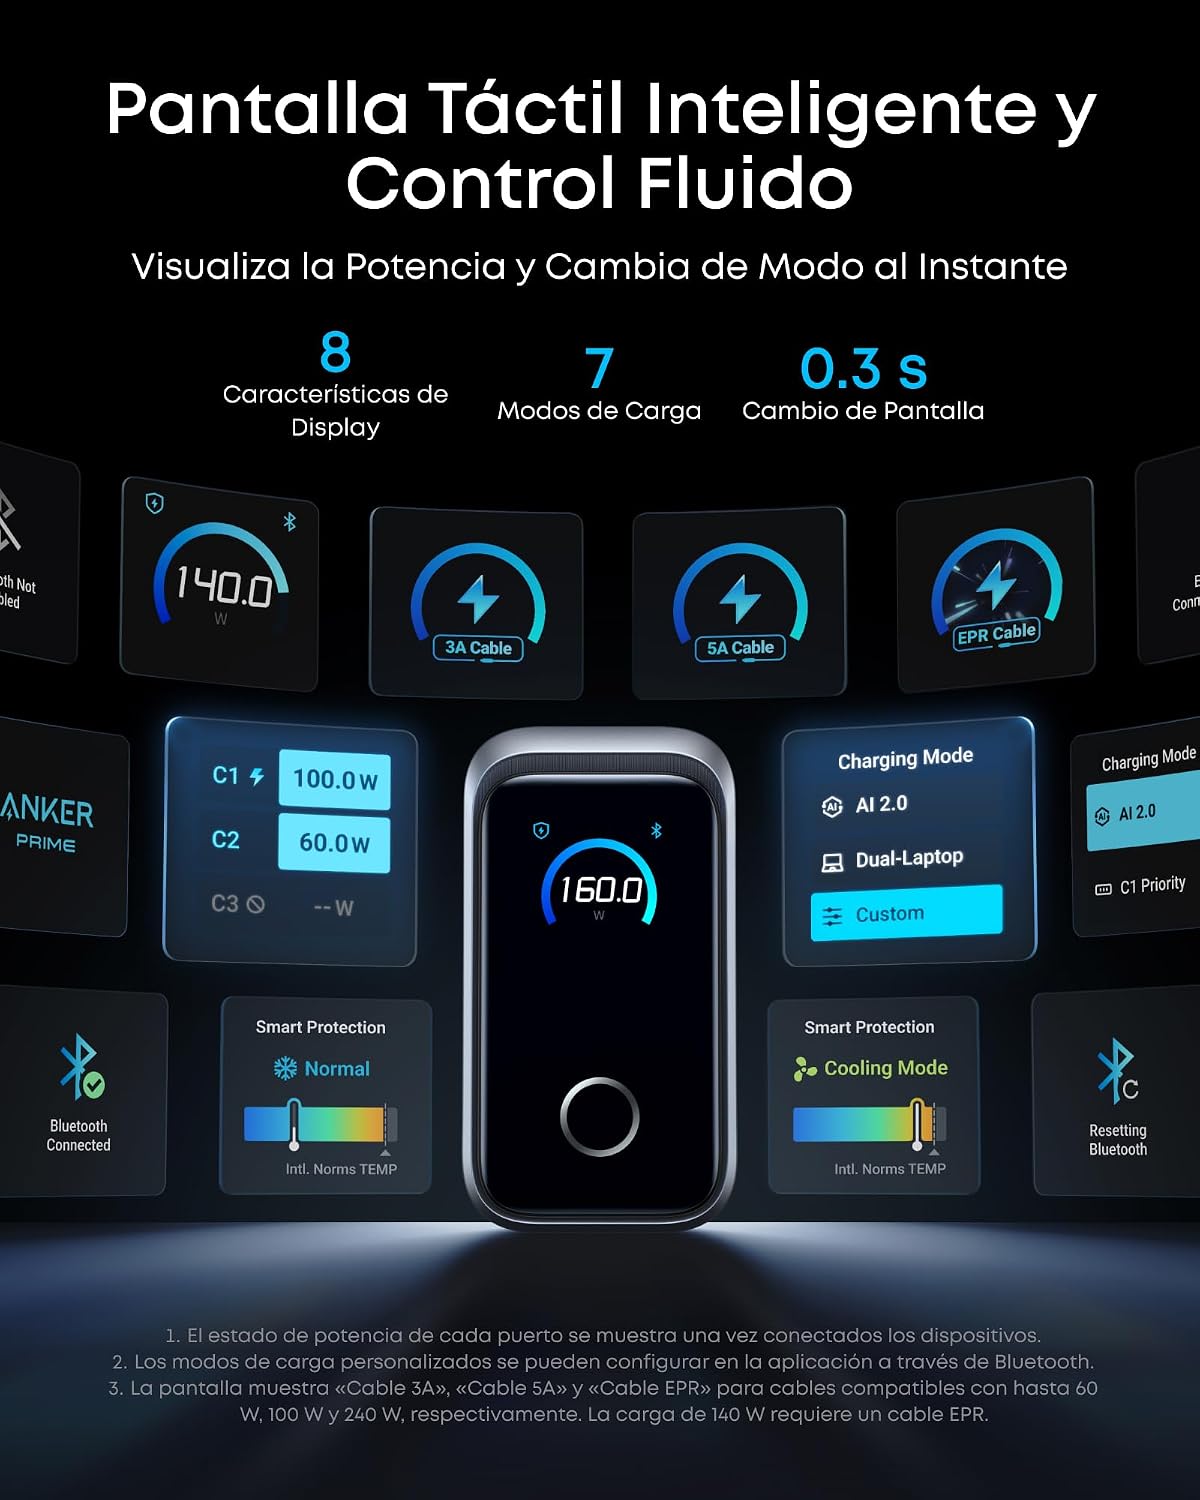 Pantalla Táctil Inteligente y
Control Fluido
Visualiza la Potencia y Cambia de Modo al Instante
8
Características de
Display
7
Modos de Carga
0.3 s
Cambio de Pantalla
Not
140.0
W
3A Cable
5A Cable
EPR Cable
ANKER
PRIME
C1 100.0W
C2 60.0W
C3 --W
160.0
W
Charging Mode
AI 2.0
Dual-Laptop
Custom
Charging Mode
AI 2.0
C1 Priority
Bluetooth
Connected
Smart Protection
Normal
Intl. Norms TEMP
Smart Protection
Cooling Mode
Intl. Norms TEMP
Resetting
Bluetooth
1. El estado de potencia de cada puerto se muestra una vez conectados los dispositivos.
2. Los modos de carga personalizados se pueden configurar en la aplicación a través de Bluetooth.
3. La pantalla muestra «Cable 3A», «Cable 5A» y «Cable EPR» para cables compatibles con hasta 60
W, 100 W y 240 W, respectivamente. La carga de 140 W requiere un cable EPR.